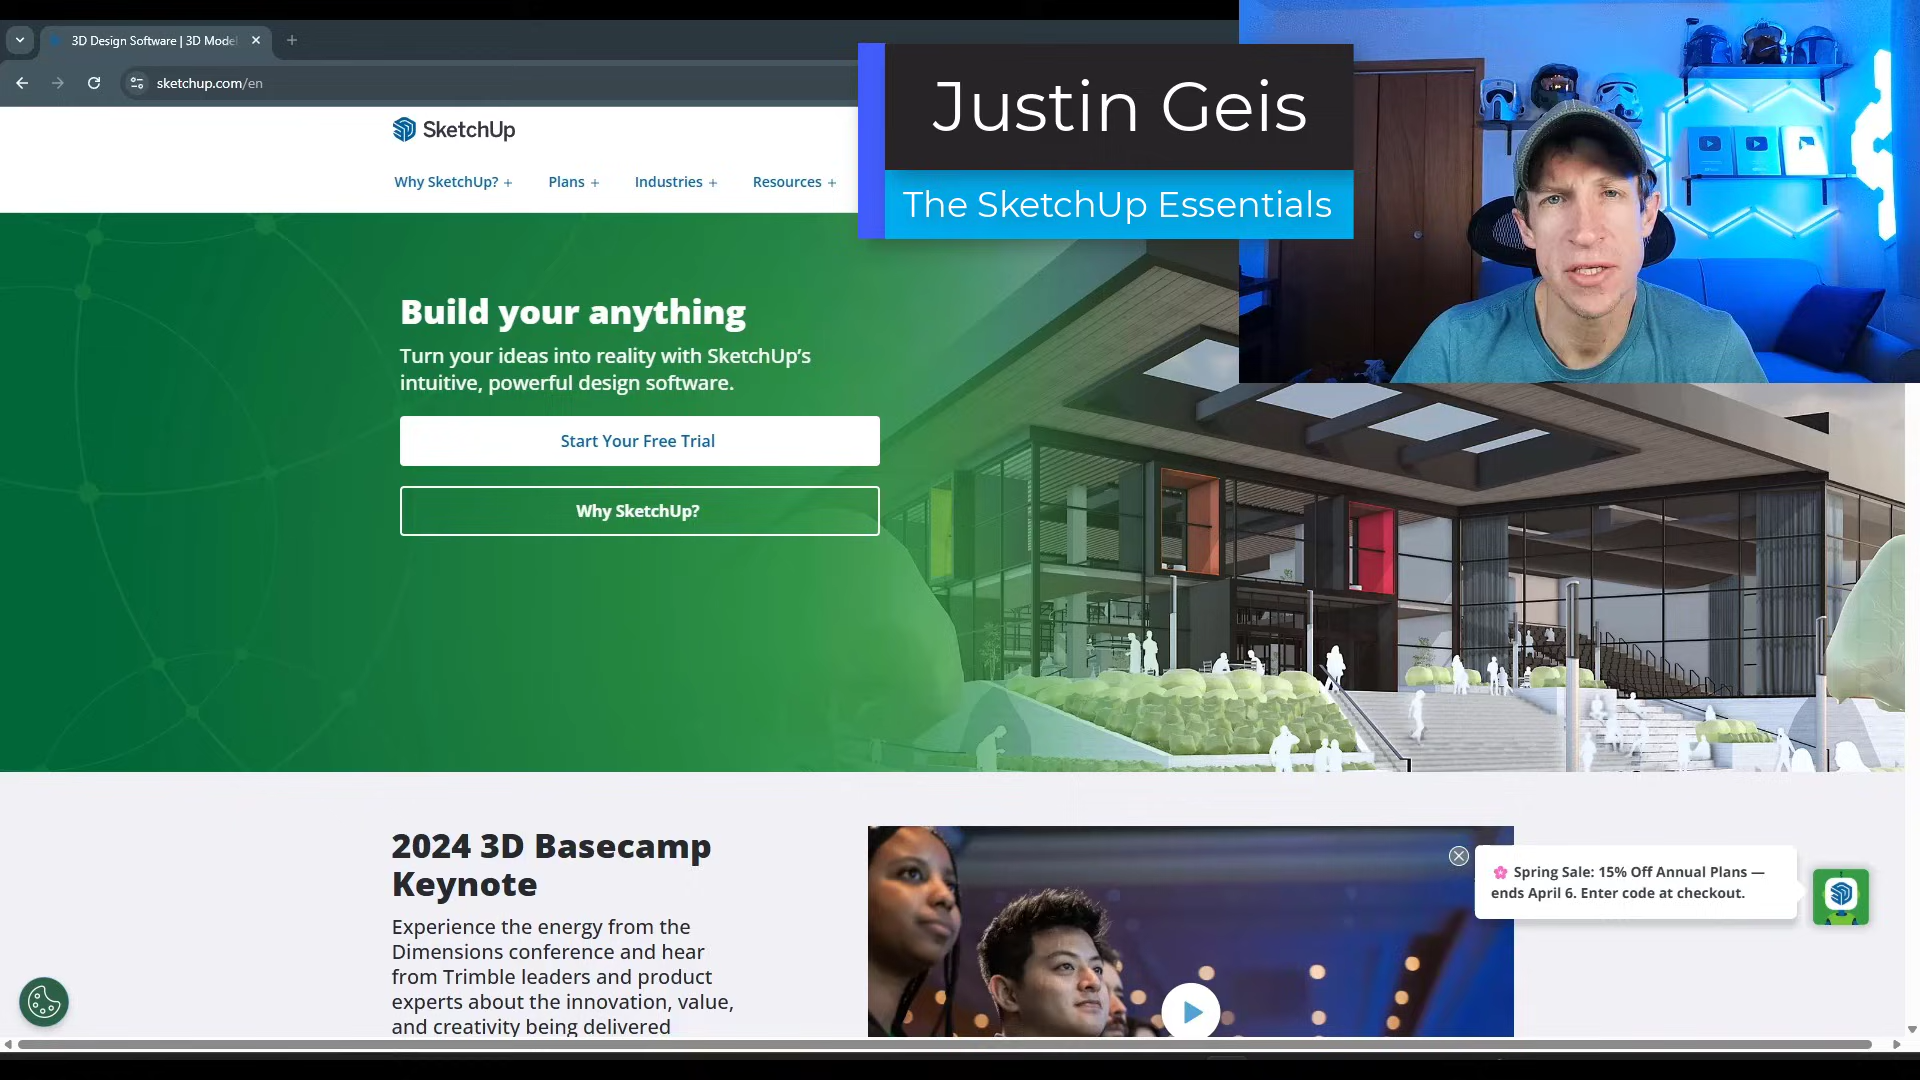 3D Design Software | 3D Model
sketchup.com/en
SketchUp
Why SketchUp? +
Plans +
Industries +
Resources +
Justin Geis
The SketchUp Essentials
Build your anything
Turn your ideas into reality with SketchUp’s
intuitive, powerful design software.
Start Your Free Trial
Why SketchUp?
2024 3D Basecamp
Keynote
Experience the energy from the
Dimensions conference and hear
from Trimble leaders and product
experts about the innovation, value,
and creativity being delivered
🌸 Spring Sale: 15% Off Annual Plans —
ends April 6. Enter code at checkout.